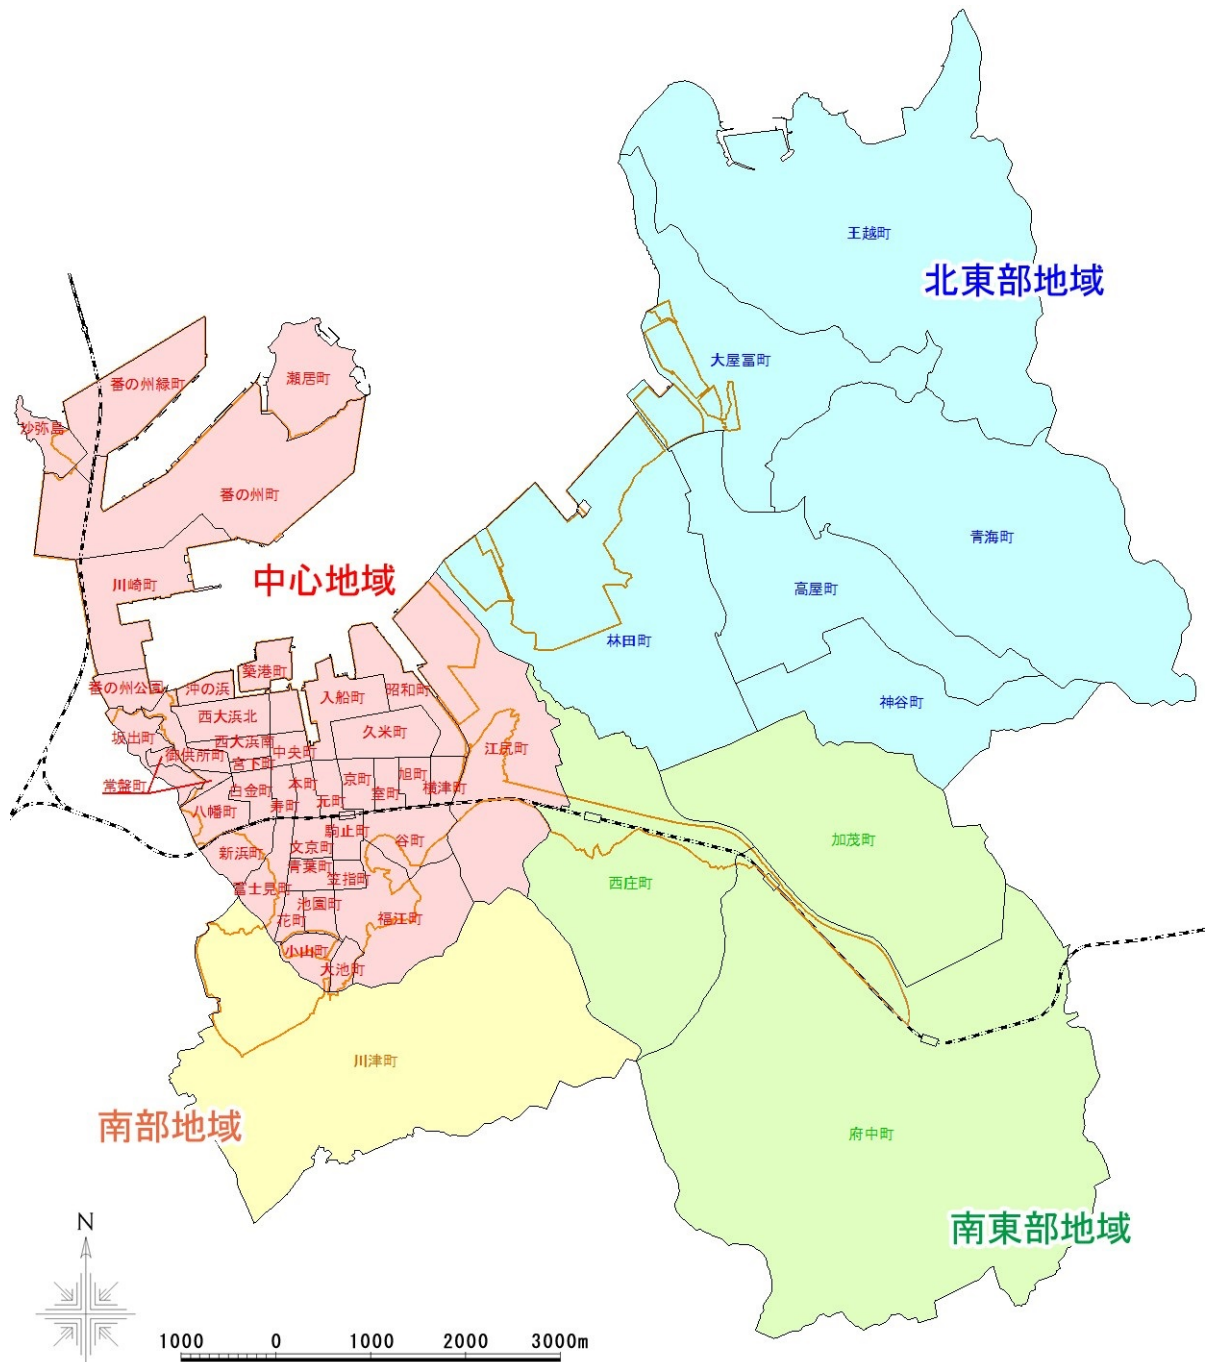 王越町
北東部地域
大屋冨町
番の州緑町
瀬居町
沙弥島
番の州町
青海町
川崎町
中心地域
高屋町
林田町
築港町
番の州公園
沖の浜
入船町
昭和町
神谷町
西大浜北
久米町
坂出町
西大浜南
中央町
江尻町
御供所町
宮下町
常盤町
白金町
本町
京町
旭町
室町
横津町
八幡町
寿町
元町
駒止町
谷町
加茂町
新浜町
文京町
青葉町
笠指町
西庄町
富士見町
池園町
花町
福江町
小山町
大池町
川津町
南部地域
府中町
南東部地域
N
1000 0 1000 2000 3000m